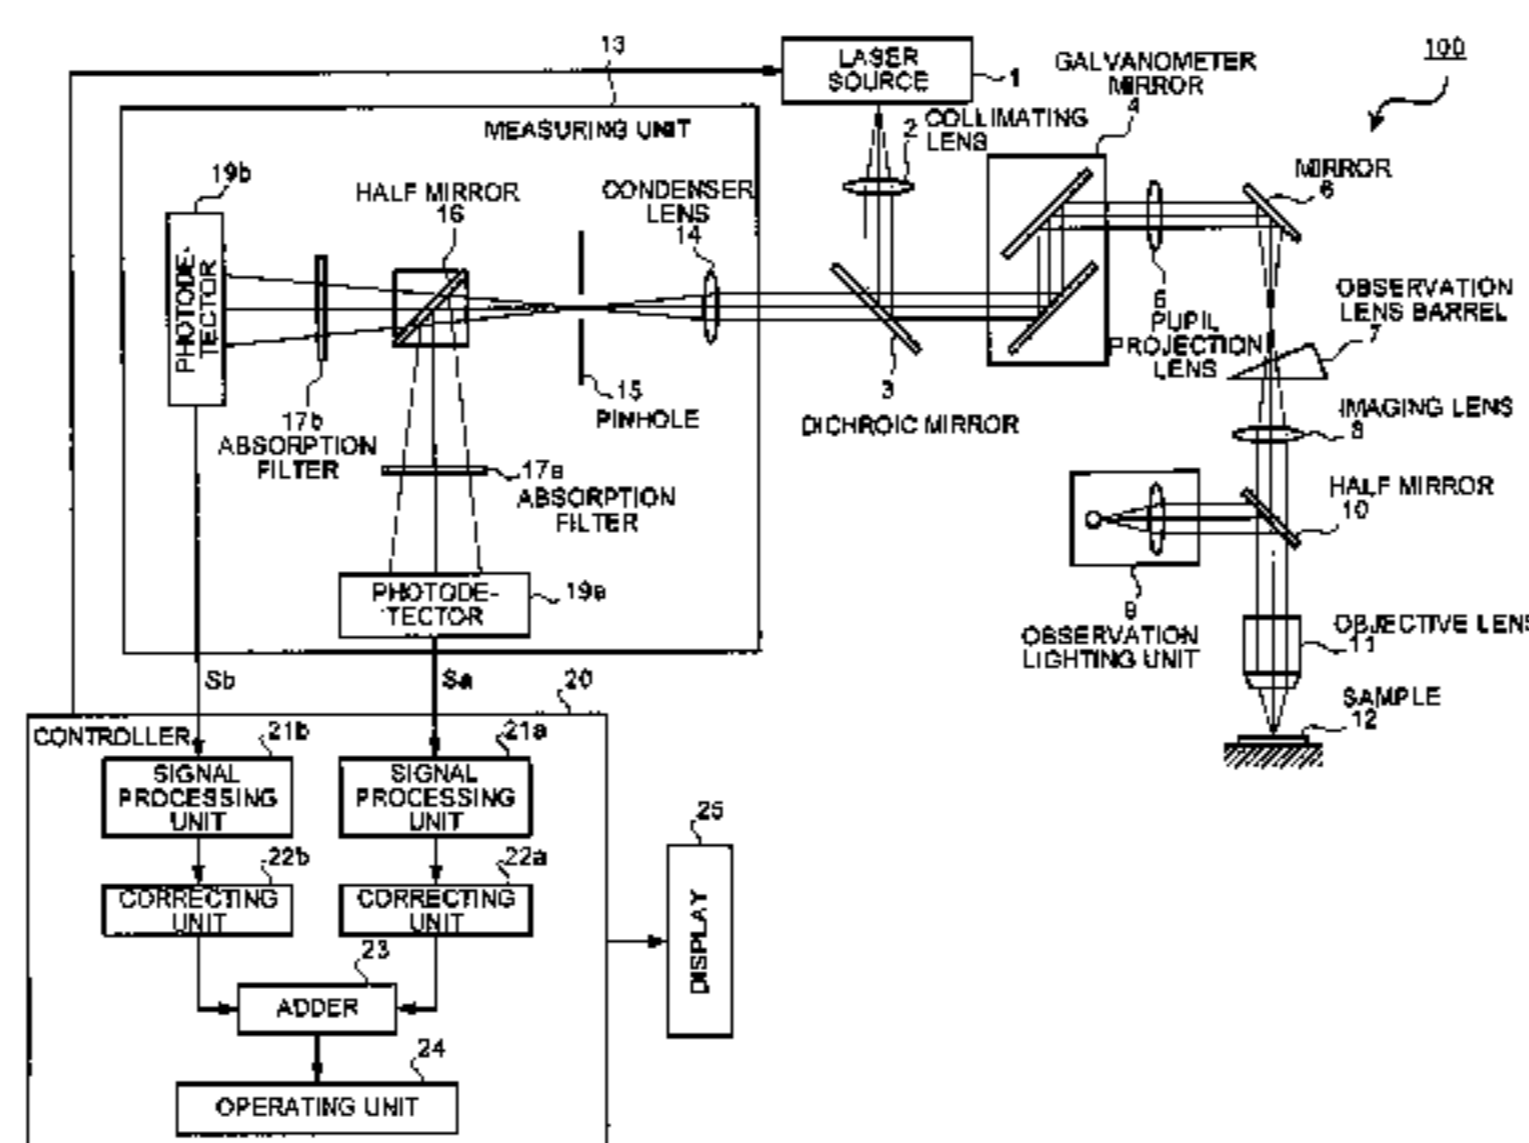 100
13
LASER
SOURCE
1
GALVANOMETER
MIRROR
4
MEASURING UNIT
2
COLLIMATING
LENS
MIRROR
6
19b
HALF MIRROR
16
CONDENSER
LENS
14
PHOTODE-
TECTOR
OBSERVATION
LENS BARREL
7
5
PUPIL
PROJECTION
LENS
3
DICHROIC MIRROR
15
PINHOLE
17b
ABSORPTION
FILTER
IMAGING LENS
8
17a
ABSORPTION
FILTER
HALF MIRROR
10
PHOTODE-
TECTOR
19a
9
OBSERVATION
LIGHTING UNIT
OBJECTIVE LENS
11
Sb
Sa
20
SAMPLE
12
CONTROLLER
21b
21a
SIGNAL
PROCESSING
UNIT
SIGNAL
PROCESSING
UNIT
25
DISPLAY
22b
22a
CORRECTING
UNIT
CORRECTING
UNIT
23
ADDER
24
OPERATING UNIT